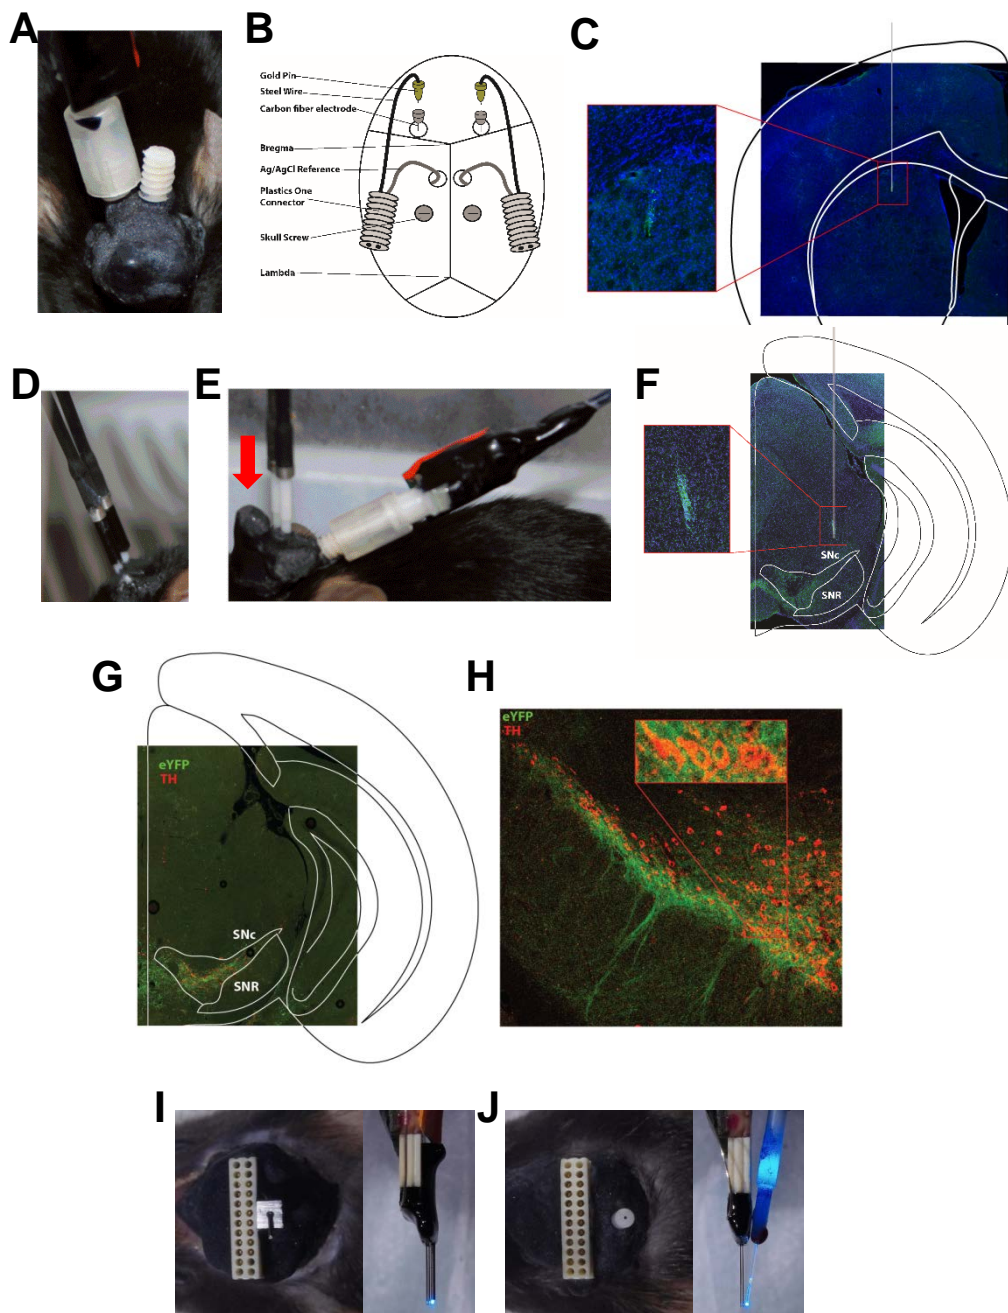 A
B
Gold Pin
Steel Wire
Carbon fiber electrode
Bregma
Ag/AgCl Reference
Plastics One
Connector
Skull Screw
Lambda
C
D
E
F
SNc
SNR
G
eYFP
TH
SNc
SNR
H
eYFP
TH
I
J